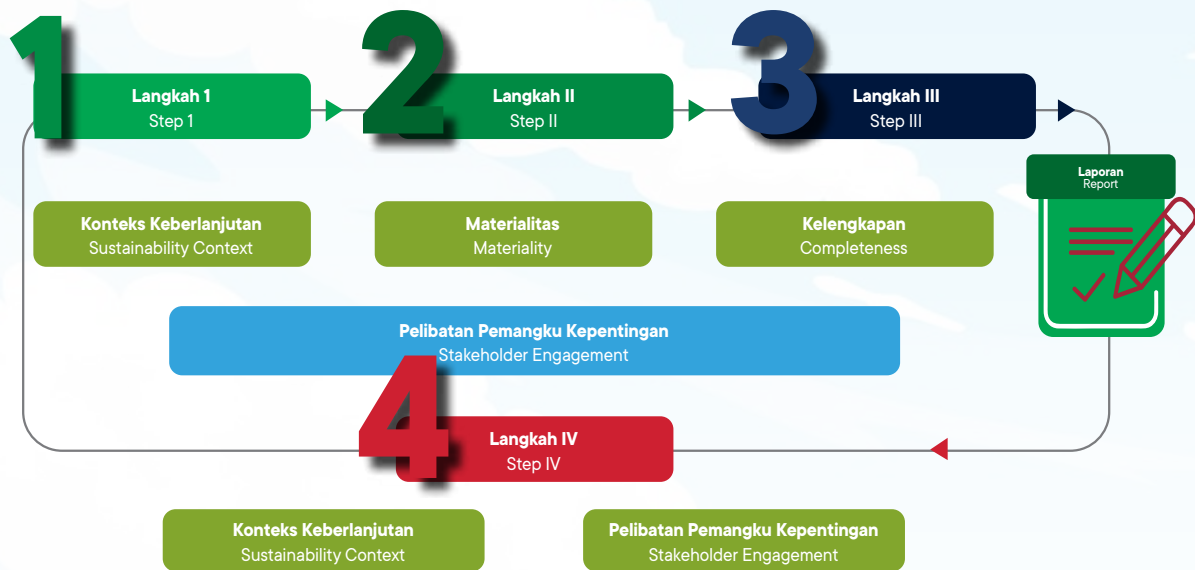 1
Langkah 1
Step 1
2
Langkah II
Step II
3
Langkah III
Step III
Laporan
Report
Konteks Keberlanjutan
Sustainability Context
Materialitas
Materiality
Kelengkapan
Completeness
Pelibatan Pemangku Kepentingan
Stakeholder Engagement
4
Langkah IV
Step IV
Konteks Keberlanjutan
Sustainability Context
Pelibatan Pemangku Kepentingan
Stakeholder Engagement